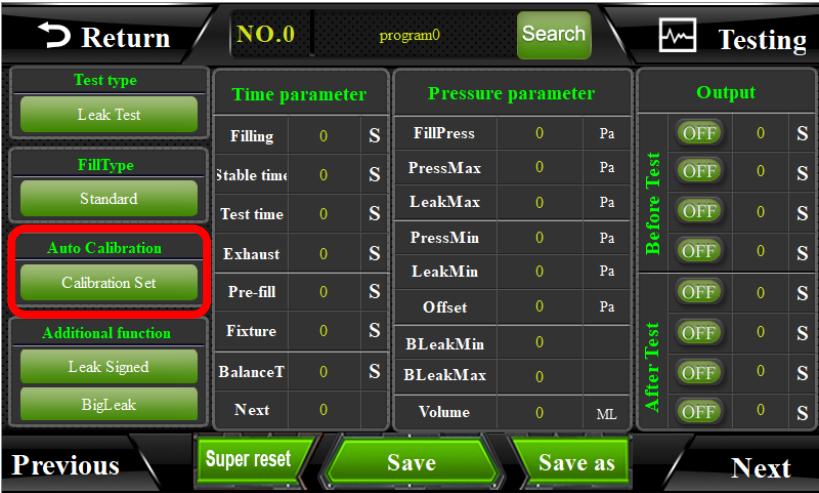 Return
NO.0
program0
Search
Testing
Test type
Leak Test
FillType
Standard
Auto Calibration
Calibration Set
Additional function
Leak Signed
BigLeak
Time parameter
Filling 0 S
Stable time 0 S
Test time 0 S
Exhaust 0 S
Pre-fill 0 S
Fixture 0 S
BalanceT 0 S
Next 0
Pressure parameter
FillPress 0 Pa
PressMax 0 Pa
LeakMax 0 Pa
PressMin 0 Pa
LeakMin 0 Pa
Offset 0 Pa
BLeakMin 0
BLeakMax 0
Volume 0 ML
Output
Before Test
OFF 0 S
OFF 0 S
OFF 0 S
OFF 0 S
After Test
OFF 0 S
OFF 0 S
OFF 0 S
OFF 0 S
Previous
Super reset
Save
Save as
Next